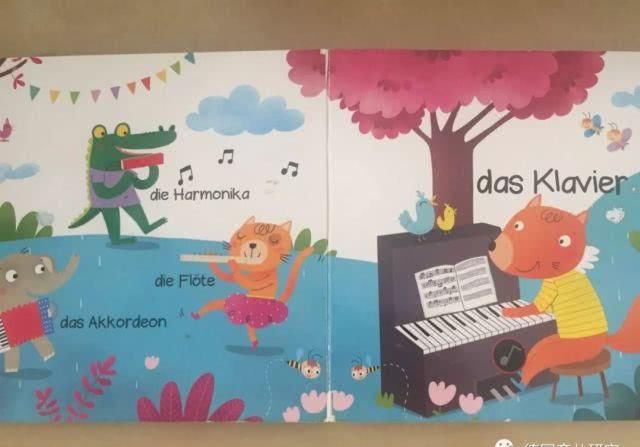 die Harmonika
die Flöte
das Akkordeon
das Klavier